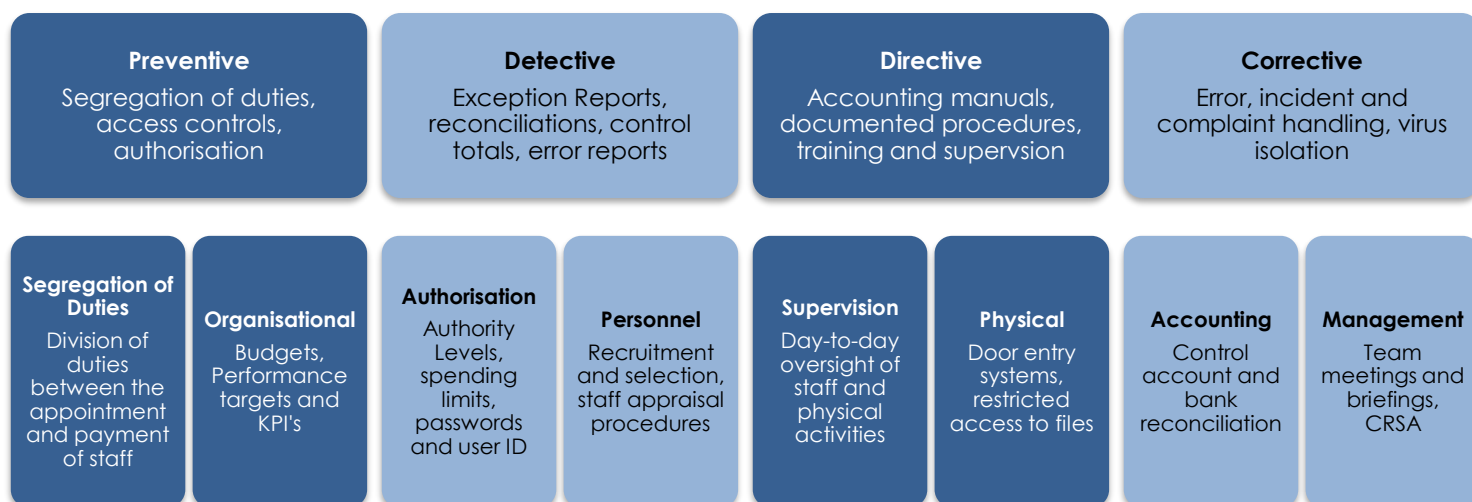 Preventive
Segregation of duties,
access controls,
authorisation
Detective
Exception Reports,
reconciliations, control
totals, error reports
Directive
Accounting manuals,
documented procedures,
training and supervsion
Corrective
Error, incident and
complaint handling, virus
isolation
Segregation of
Duties
Division of
duties
between the
appointment
and payment
of staff
Organisational
Budgets,
Performance
targets and
KPI's
Authorisation
Authority
Levels,
spending
limits,
passwords
and user ID
Personnel
Recruitment
and selection,
staff appraisal
procedures
Supervision
Day-to-day
oversight of
staff and
physical
activities
Physical
Door entry
systems,
restricted
access to files
Accounting
Control
account and
bank
reconciliation
Management
Team
meetings and
briefings,
CRSA